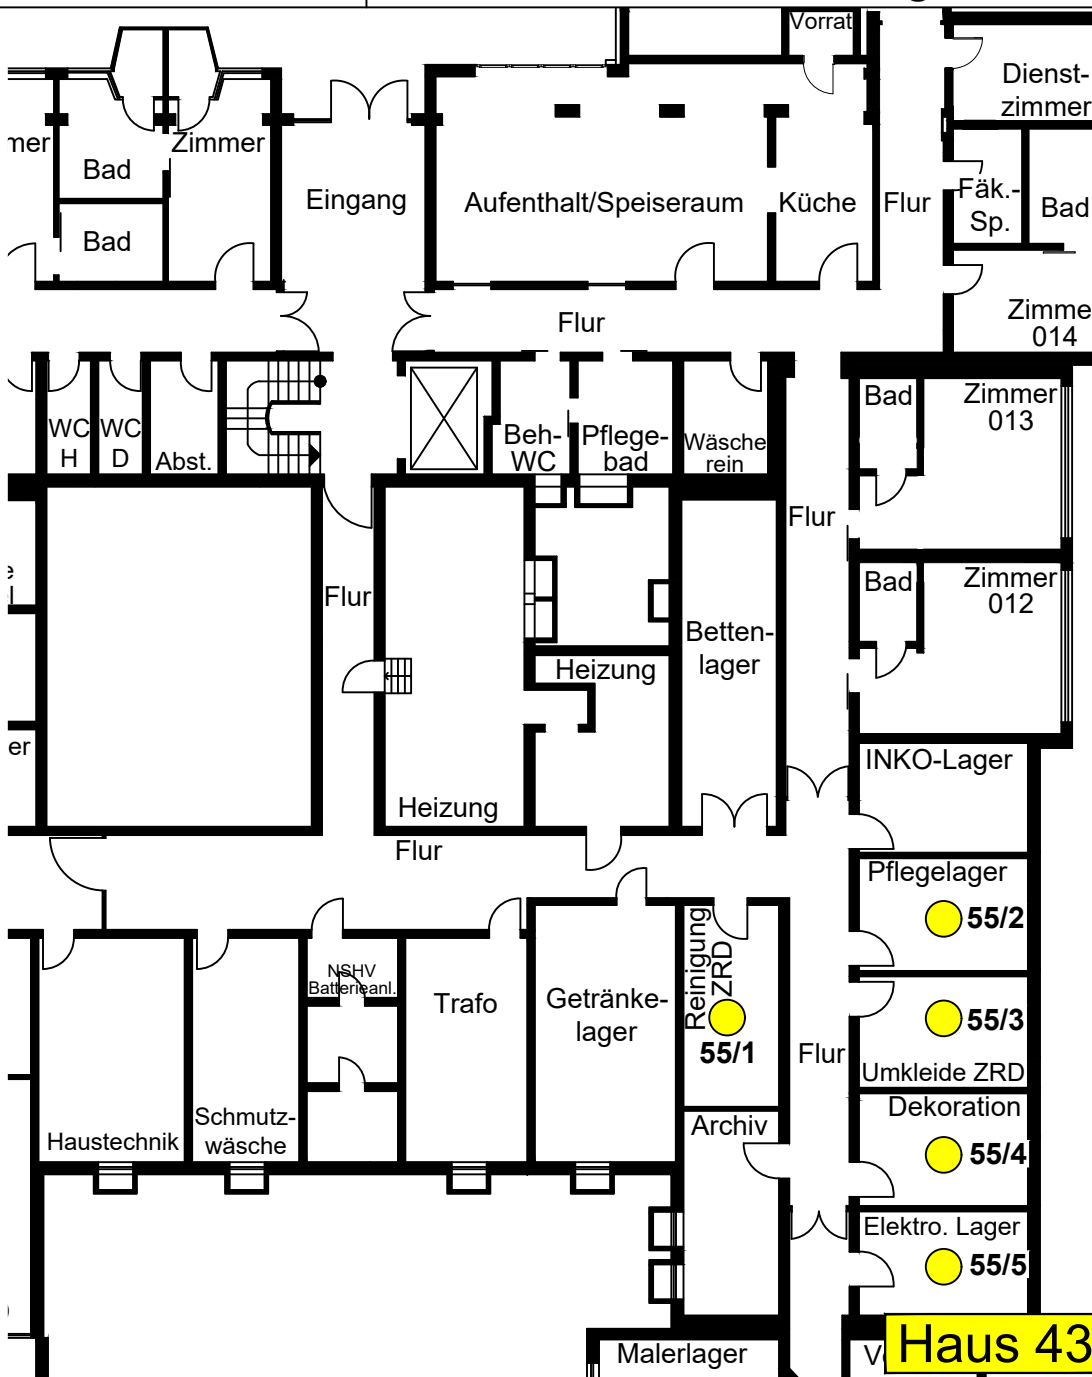 Vorrat
Dienst-
zimmer
Zimmer
Bad
Eingang
Aufenthalt/Speiseraum
Küche
Flur
Fäk.-
Sp.
Bad
Bad
Flur
014
WC
H
WC
D
Abst.
Beh-
WC
Pflege-
bad
Wäsche
rein
Bad
Zimmer
013
Flur
Flur
Bad
Zimmer
012
Betten-
lager
Heizung
INKO-Lager
Heizung
Flur
Pflegelager
55/2
Reinigung
ZRD
55/1
NSHV
Batterieanl.
Trafo
Getränke-
lager
55/3
Flur
Umkleide ZRD
Dekoration
55/4
Haustechnik
Schmutz-
wäsche
Archiv
Elektro. Lager
55/5
Malerlager
Haus 43